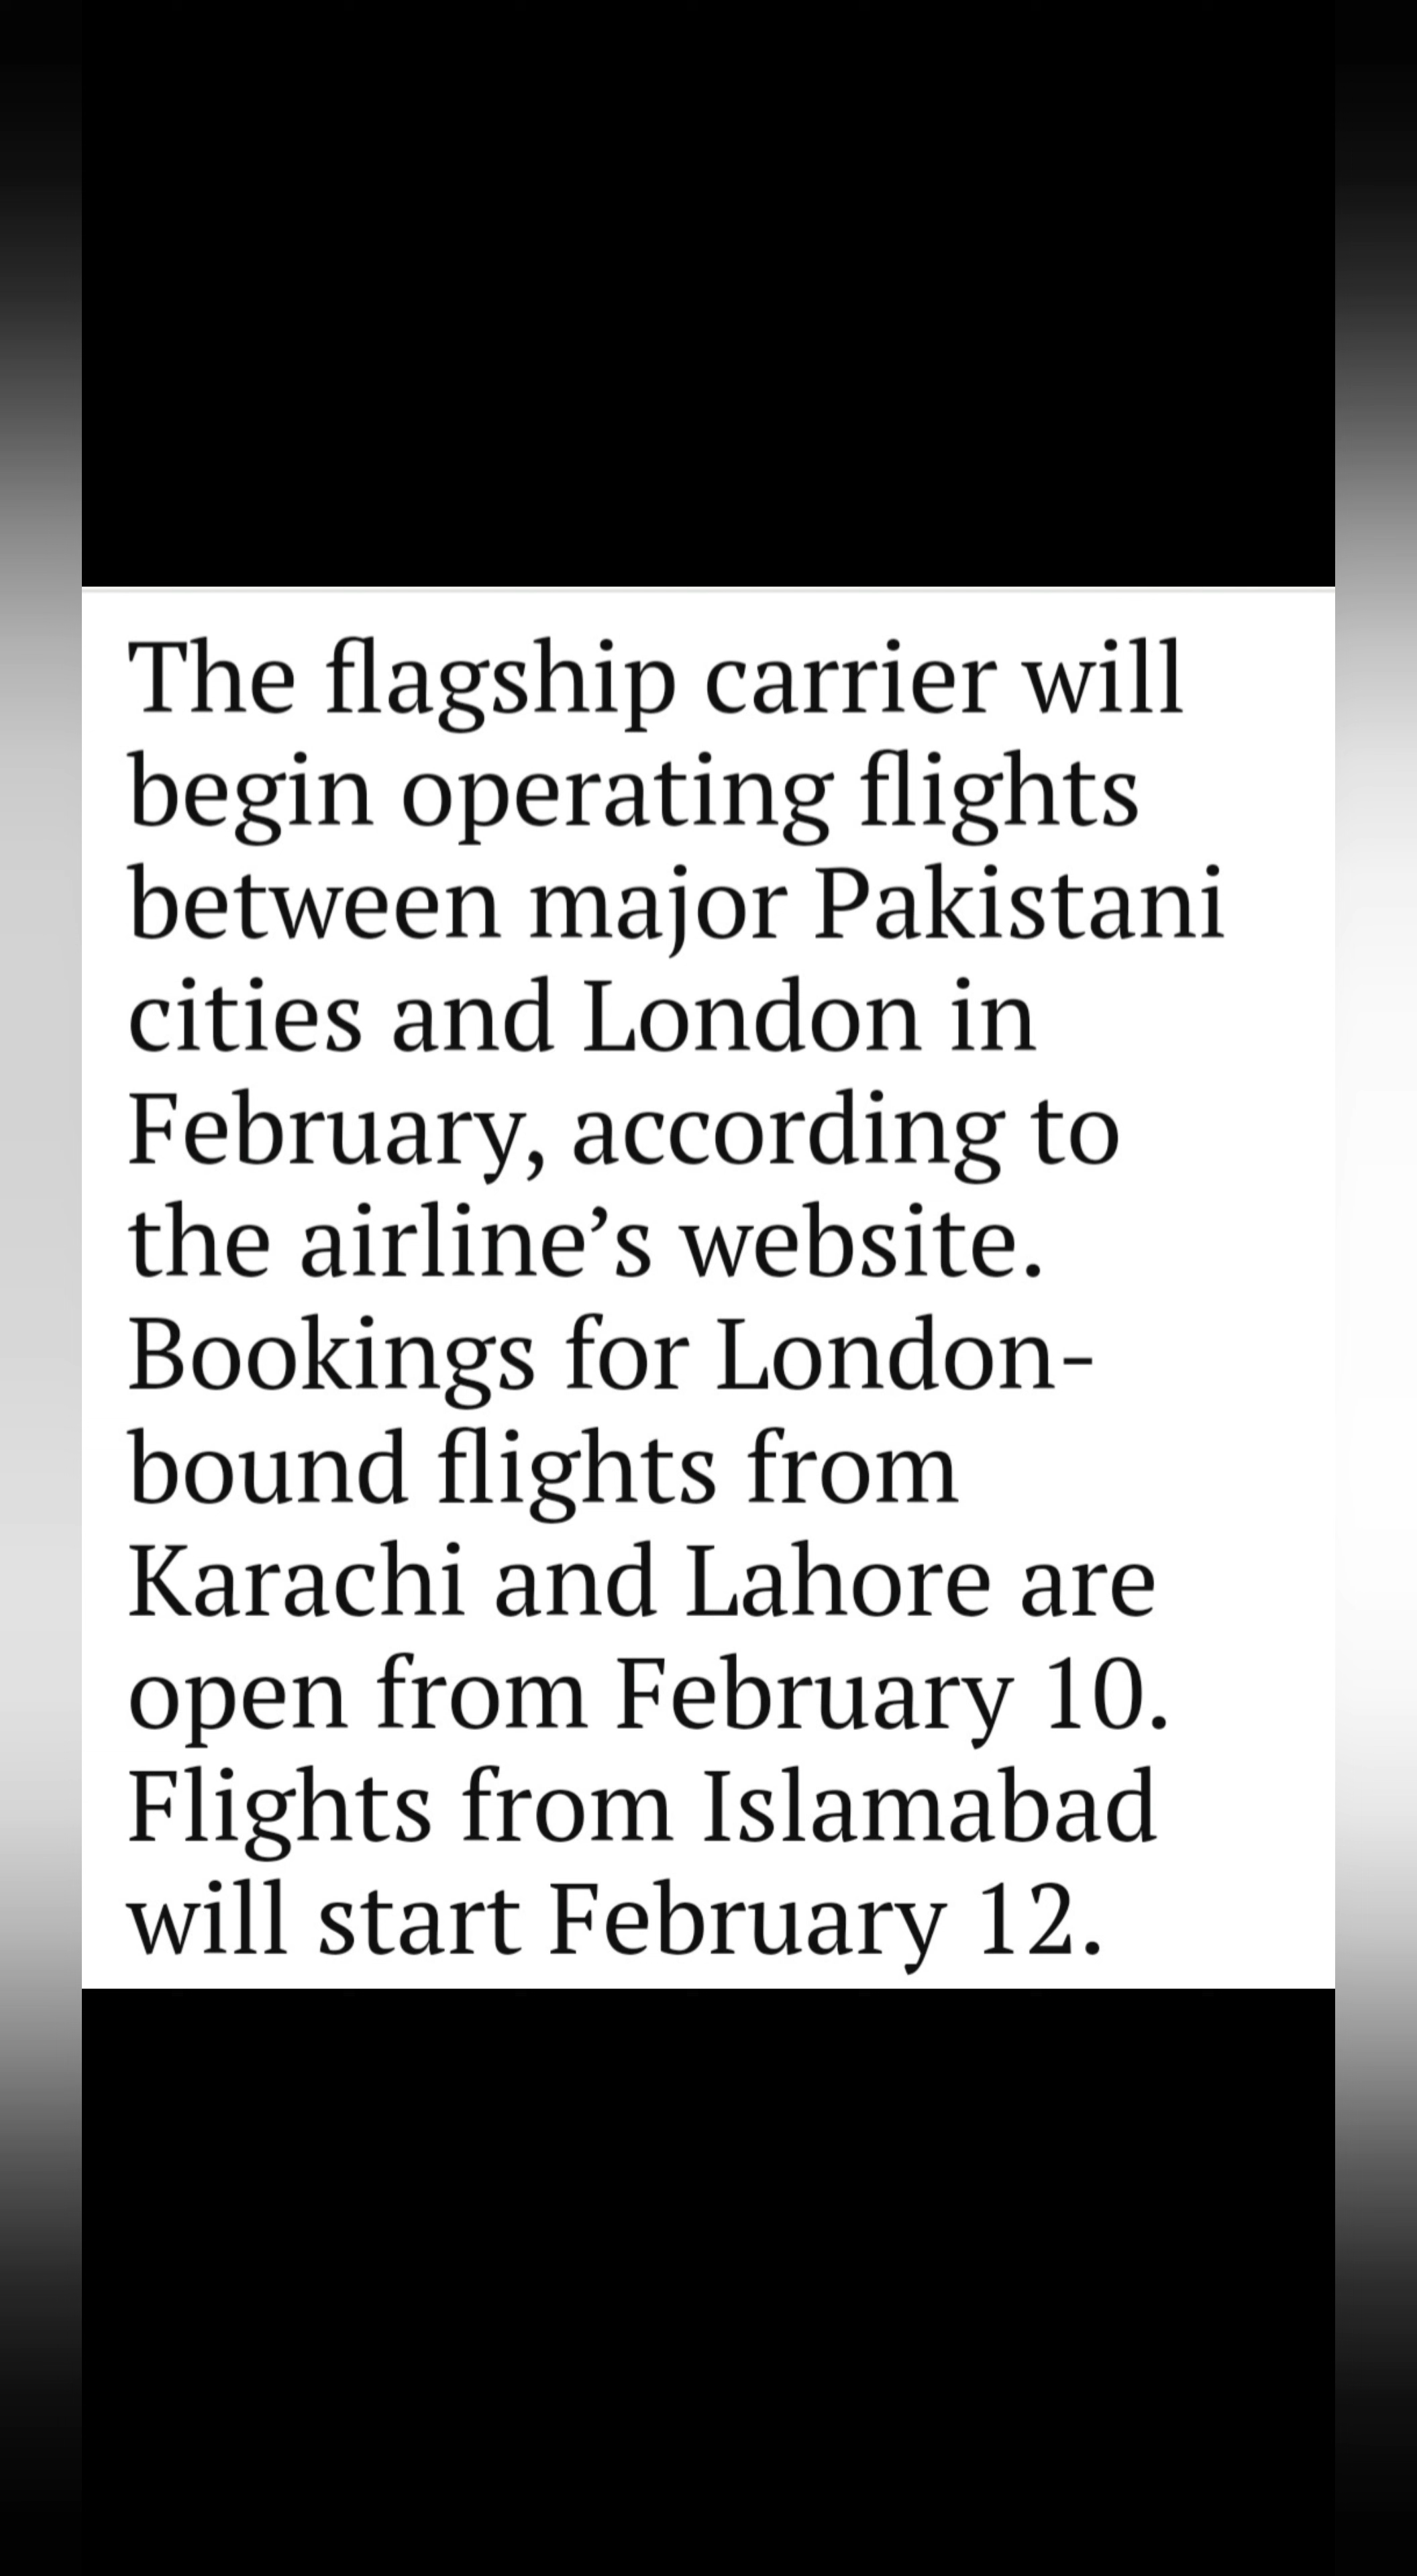 The flagship carrier will
begin operating flights
between major Pakistani
cities and London in
February, according to
the airline’s website.
Bookings for London-
bound flights from
Karachi and Lahore are
open from February 10.
Flights from Islamabad
will start February 12.